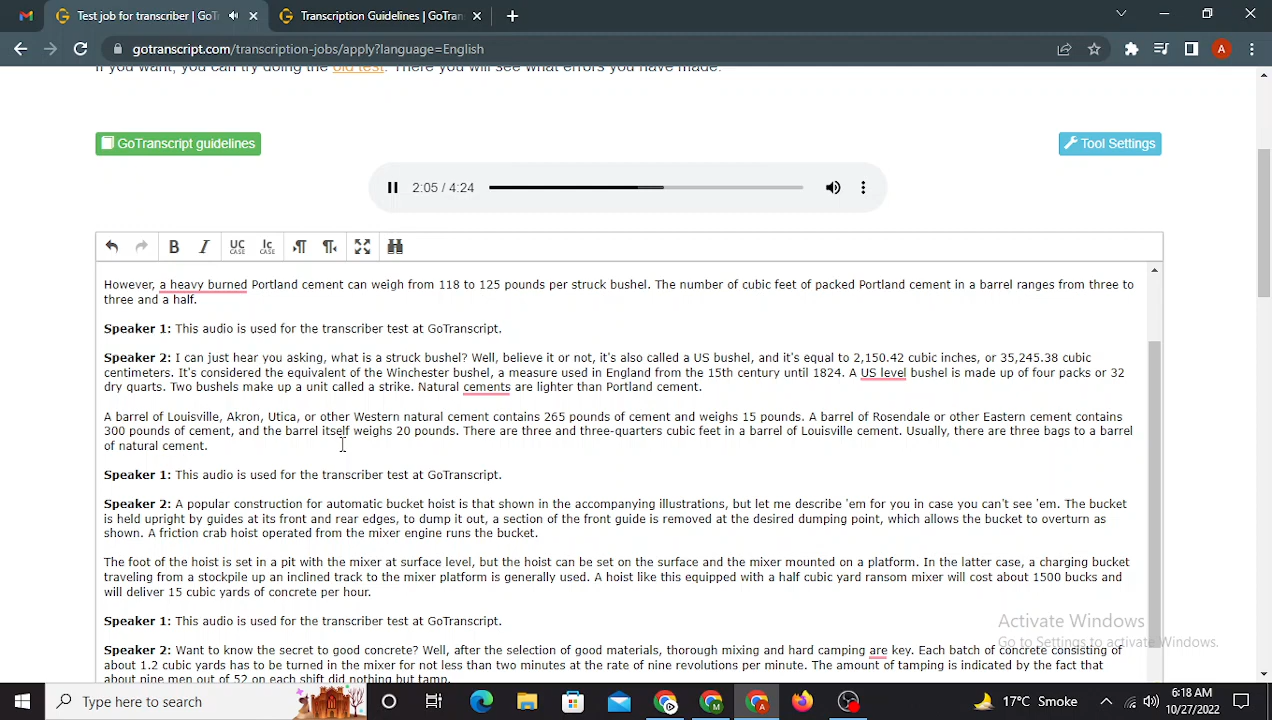 Test job for transcriber | GoT
Transcription Guidelines | GoTran
gotranscript.com/transcription-jobs/apply?language=English
A
If you want, you can try doing the old test. There you will see what errors you have made.
GoTranscript guidelines
Tool Settings
2:05 / 4:24
B I UC CASE lc CASE
However, a heavy burned Portland cement can weigh from 118 to 125 pounds per struck bushel. The number of cubic feet of packed Portland cement in a barrel ranges from three to
three and a half.
Speaker 1: This audio is used for the transcriber test at GoTranscript.
Speaker 2: I can just hear you asking, what is a struck bushel? Well, believe it or not, it's also called a US bushel, and it's equal to 2,150.42 cubic inches, or 35,245.38 cubic
centimeters. It's considered the equivalent of the Winchester bushel, a measure used in England from the 15th century until 1824. A US level bushel is made up of four packs or 32
dry quarts. Two bushels make up a unit called a strike. Natural cements are lighter than Portland cement.
A barrel of Louisville, Akron, Utica, or other Western natural cement contains 265 pounds of cement and weighs 15 pounds. A barrel of Rosendale or other Eastern cement contains
300 pounds of cement, and the barrel itself weighs 20 pounds. There are three and three-quarters cubic feet in a barrel of Louisville cement. Usually, there are three bags to a barrel
of natural cement.
Speaker 1: This audio is used for the transcriber test at GoTranscript.
Speaker 2: A popular construction for automatic bucket hoist is that shown in the accompanying illustrations, but let me describe 'em for you in case you can't see 'em. The bucket
is held upright by guides at its front and rear edges, to dump it out, a section of the front guide is removed at the desired dumping point, which allows the bucket to overturn as
shown. A friction crab hoist operated from the mixer engine runs the bucket.
The foot of the hoist is set in a pit with the mixer at surface level, but the hoist can be set on the surface and the mixer mounted on a platform. In the latter case, a charging bucket
traveling from a stockpile up an inclined track to the mixer platform is generally used. A hoist like this equipped with a half cubic yard ransom mixer will cost about 1500 bucks and
will deliver 15 cubic yards of concrete per hour.
Speaker 1: This audio is used for the transcriber test at GoTranscript.
Speaker 2: Want to know the secret to good concrete? Well, after the selection of good materials, thorough mixing and hard camping are key. Each batch of concrete consisting of
about 1.2 cubic yards has to be turned in the mixer for not less than two minutes at the rate of nine revolutions per minute. The amount of tamping is indicated by the fact that
about nine men out of 52 on each shift did nothing but tamp.
Activate Windows
Go to Settings to activate Windows.
Type here to search
17°C Smoke
6:18 AM
10/27/2022